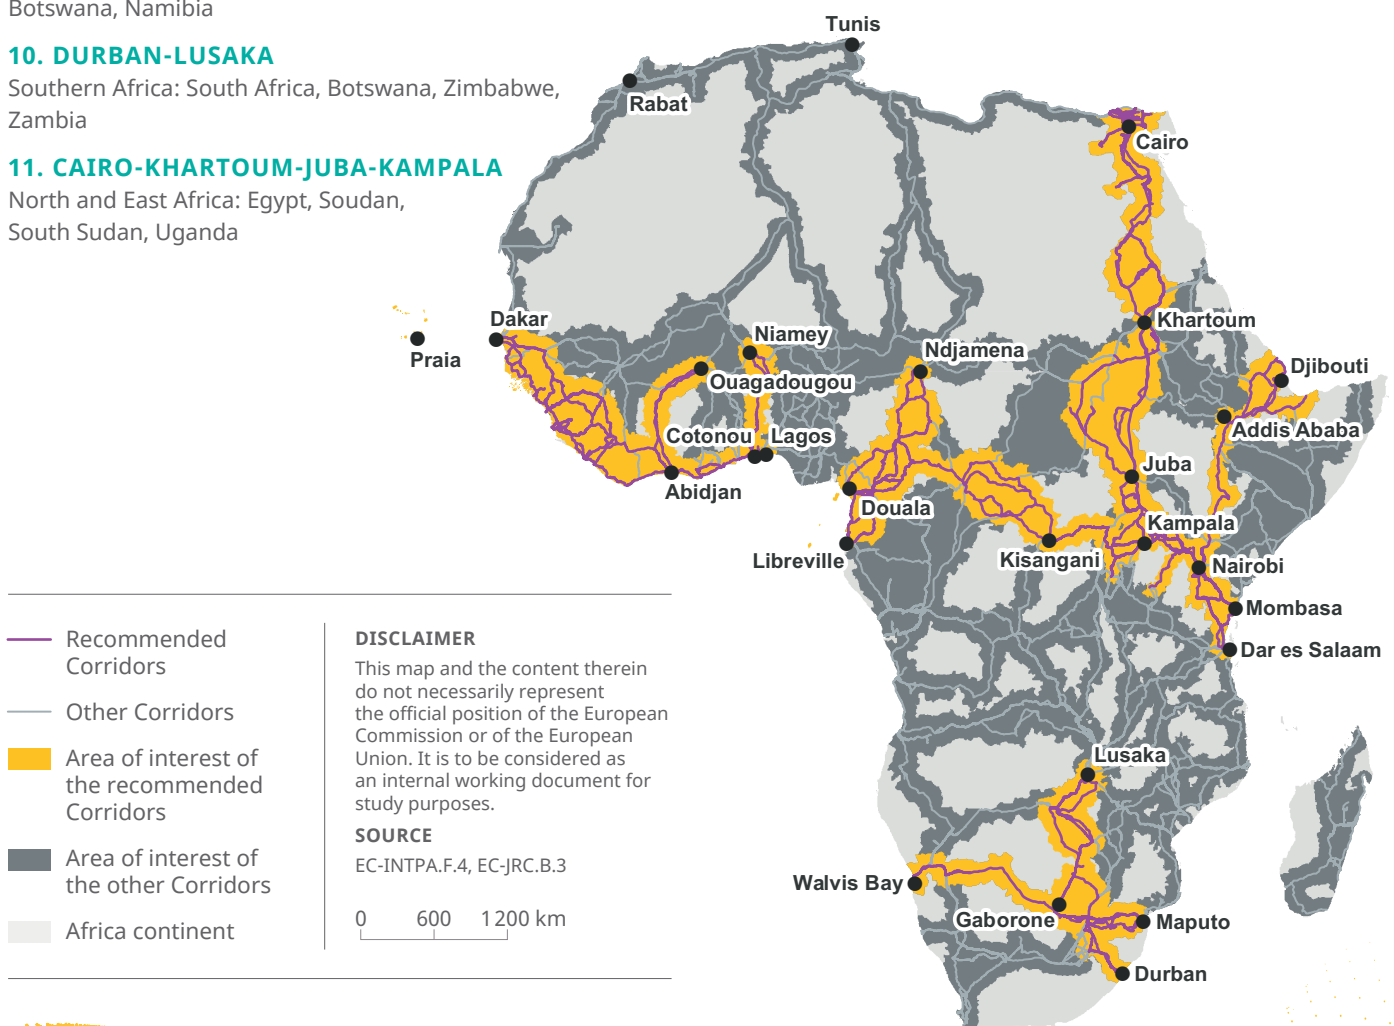 Botswana, Namibia
10. DURBAN-LUSAKA
Southern Africa: South Africa, Botswana, Zimbabwe,
Zambia
11. CAIRO-KHARTOUM-JUBA-KAMPALA
North and East Africa: Egypt, Soudan,
South Sudan, Uganda
Tunis
Rabat
Cairo
Dakar
Praia
Niamey
Ouagadougou
Ndjamena
Khartoum
Djibouti
Addis Ababa
Cotonou
Lagos
Abidjan
Juba
Douala
Kampala
Libreville
Kisangani
Nairobi
Mombasa
Dar es Salaam
Lusaka
Walvis Bay
Gaborone
Maputo
Durban
Recommended
Corridors
Other Corridors
Area of interest of
the recommended
Corridors
Area of interest of
the other Corridors
Africa continent
DISCLAIMER
This map and the content therein
do not necessarily represent
the official position of the European
Commission or of the European
Union. It is to be considered as
an internal working document for
study purposes.
SOURCE
EC-INTPA.F.4, EC-JRC.B.3
0 600 1200 km